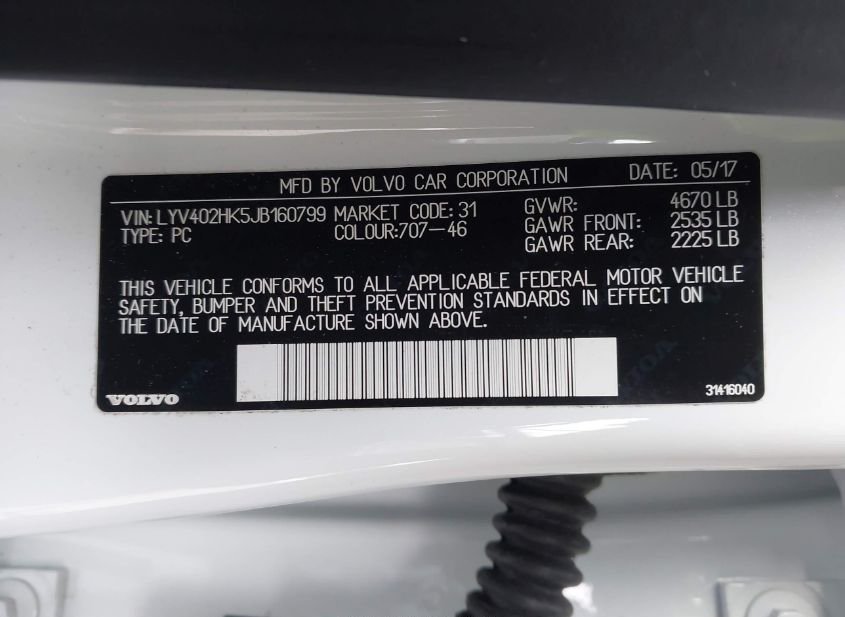 MFD BY VOLVO CAR CORPORATION DATE: 05/17
VIN: LYV402HK5JB160799 MARKET CODE: 31 GVWR: 4670 LB
TYPE: PC COLOUR:707-46 GAWR FRONT: 2535 LB
GAWR REAR: 2225 LB
THIS VEHICLE CONFORMS TO ALL APPLICABLE FEDERAL MOTOR VEHICLE
SAFETY, BUMPER AND THEFT PREVENTION STANDARDS IN EFFECT ON
THE DATE OF MANUFACTURE SHOWN ABOVE.
VOLVO 31416040